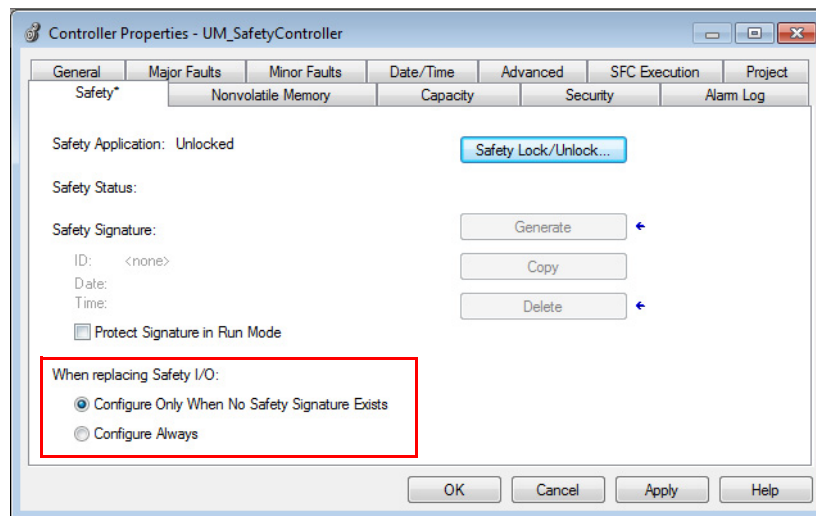 Controller Properties - UM_SafetyController
General Major Faults Minor Faults Date/Time Advanced SFC Execution Project
Safety* Nonvolatile Memory Capacity Security Alarm Log
Safety Application: Unlocked Safety Lock/Unlock...
Safety Status:
Safety Signature: Generate
ID: <none> Copy
Date:
Time: Delete
Protect Signature in Run Mode
When replacing Safety I/O:
Configure Only When No Safety Signature Exists
Configure Always
OK Cancel Apply Help